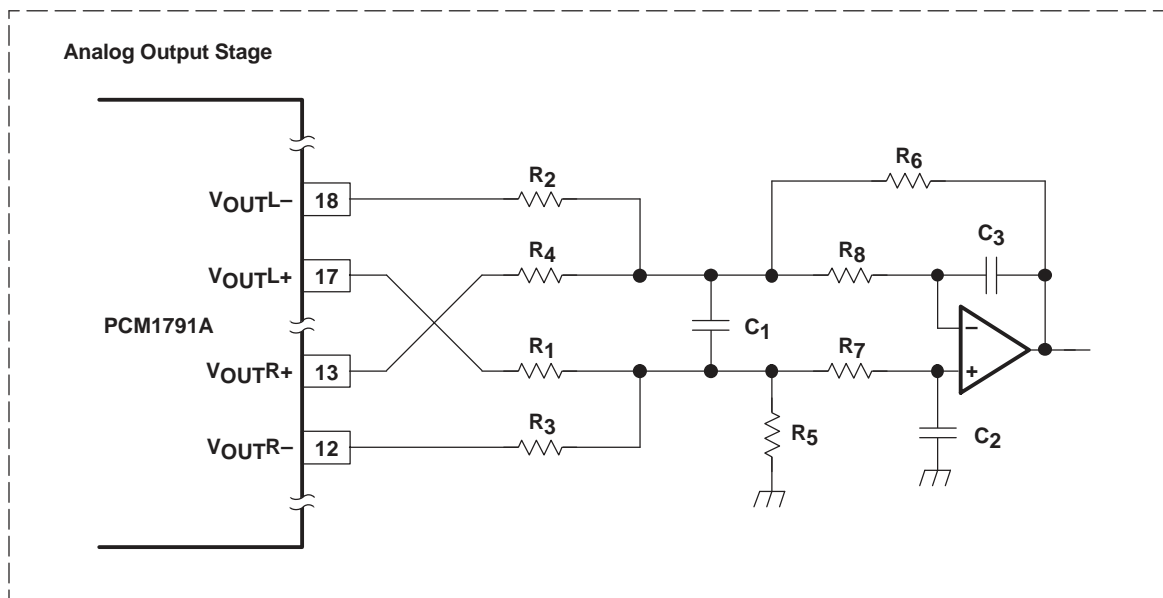 Analog Output Stage
VOUTL–
18
VOUTL+
17
PCM1791A
VOUTR+
13
VOUTR–
12
R2
R4
R1
R3
C1
R6
R8
C3
R7
R5
C2
–
+